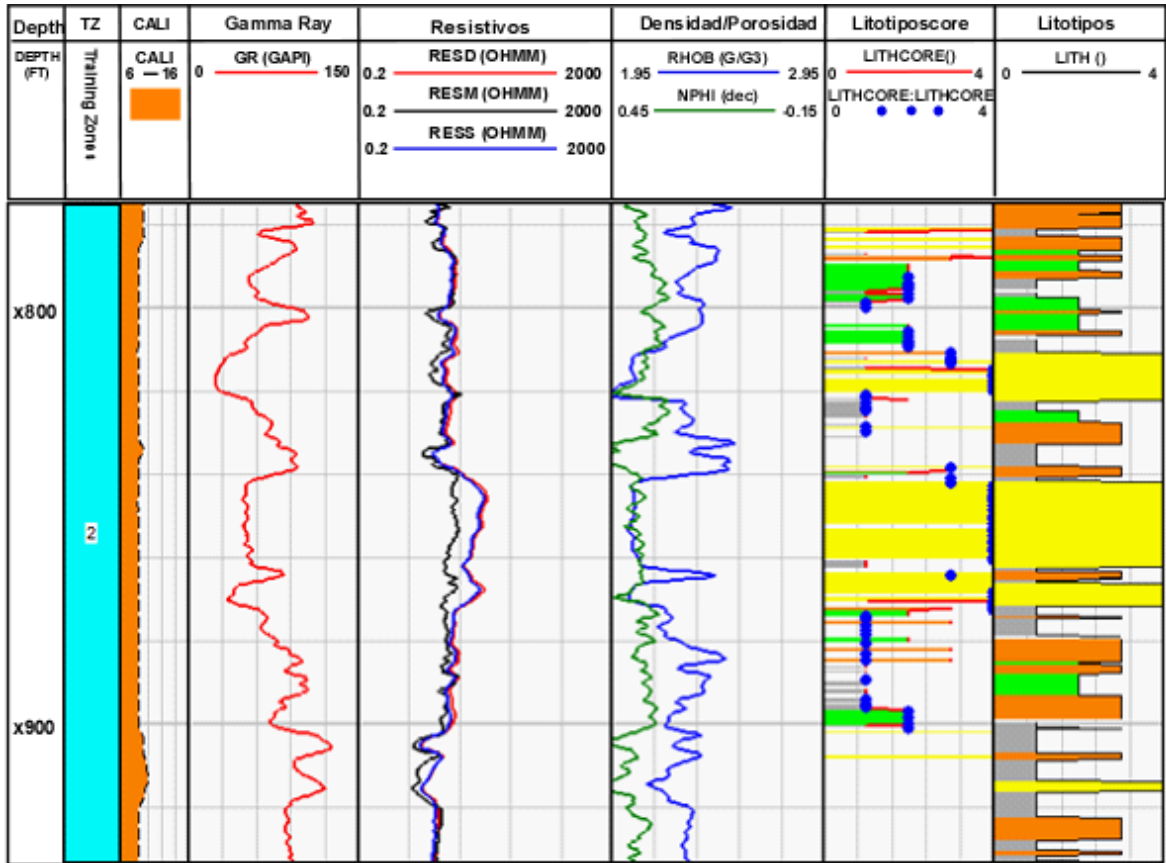 Depth TZ CALI Gamma Ray Resistivos Densidad/Porosidad Litotiposcore Litotipos
DEPTH (FT)
Training Zones
CALI
6 16
GR (GAPI)
0 150
RESD (OHMM)
0.2 2000
RESM (OHMM)
0.2 2000
RESS (OHMM)
0.2 2000
RHOB (G/G3)
1.95 2.95
NPHI (dec)
0.45 -0.15
LITHCORE()
0 4
LITHCORE:LITHCORE
0 4
LITH ()
0 4
x800
2
x900